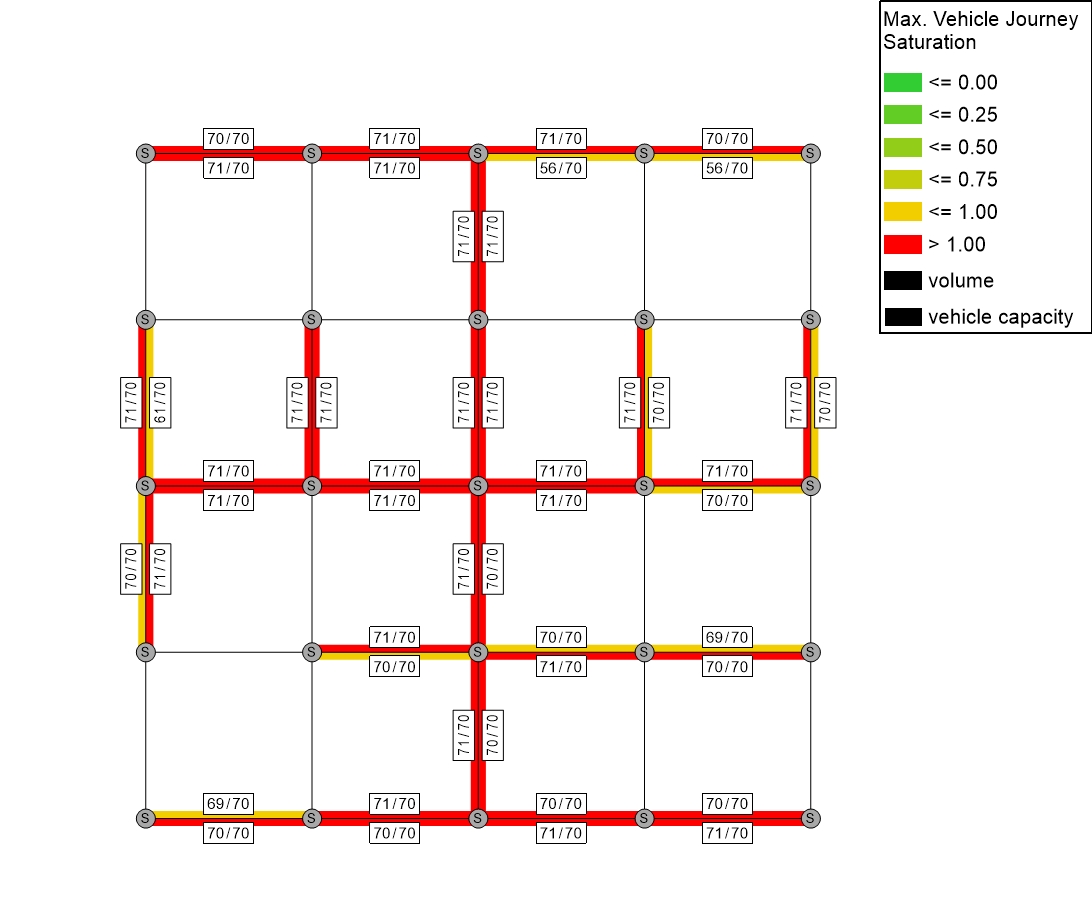 Max. Vehicle Journey
Saturation
<= 0.00
<= 0.25
<= 0.50
<= 0.75
<= 1.00
> 1.00
volume
vehicle capacity
70/70 71/70 71/70 70/70
S S S S S
71/70 71/70 56/70 56/70
71/70 71/70
S S S S S
71/70 61/70 71/70 71/70 71/70 71/70 71/70 70/70 71/70 70/70
71/70 71/70 71/70 71/70
S S S S S
71/70 71/70 71/70 70/70
70/70 71/70 71/70 70/70
71/70 70/70 69/70
S S S S S
70/70 71/70 70/70
71/70 70/70
69/70 71/70 70/70 70/70
S S S S S
70/70 70/70 71/70 71/70